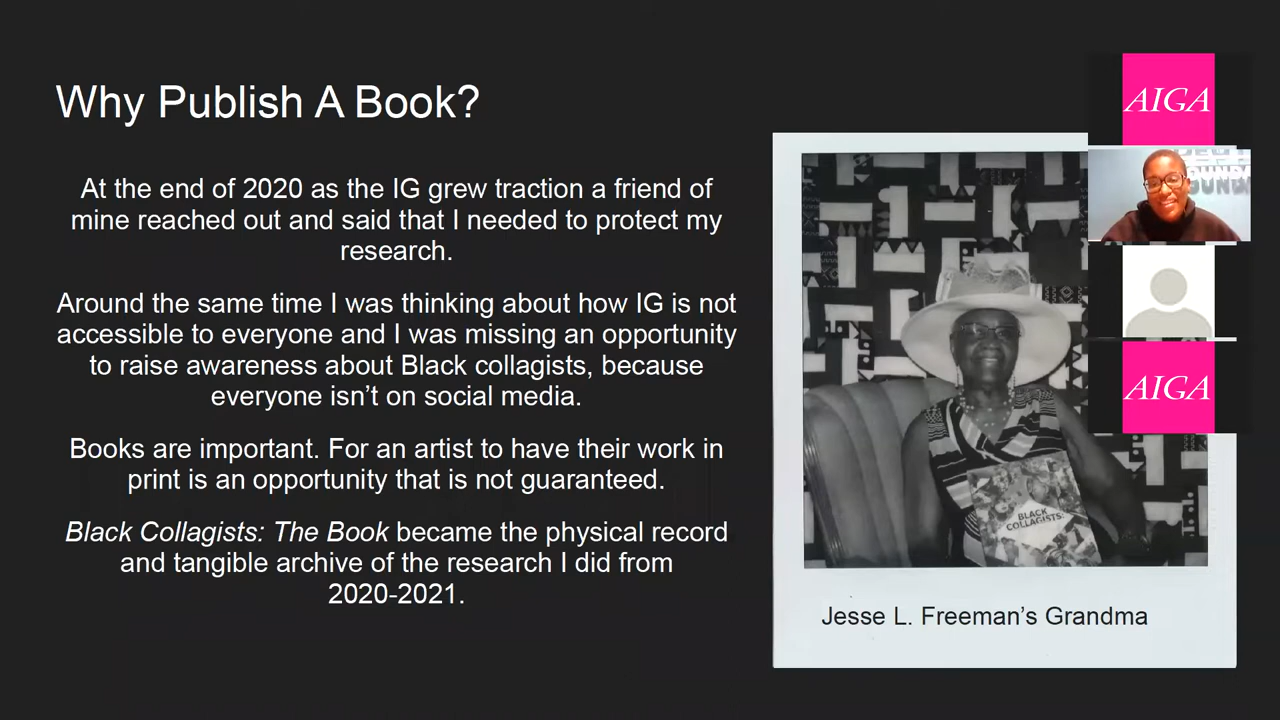 Why Publish A Book?
At the end of 2020 as the IG grew traction a friend of
mine reached out and said that I needed to protect my
research.
Around the same time I was thinking about how IG is not
accessible to everyone and I was missing an opportunity
to raise awareness about Black collagists, because
everyone isn’t on social media.
Books are important. For an artist to have their work in
print is an opportunity that is not guaranteed.
Black Collagists: The Book became the physical record
and tangible archive of the research I did from
2020-2021.
AIGA
AIGA
BLACK
COLLAGISTS:
Jesse L. Freeman’s Grandma